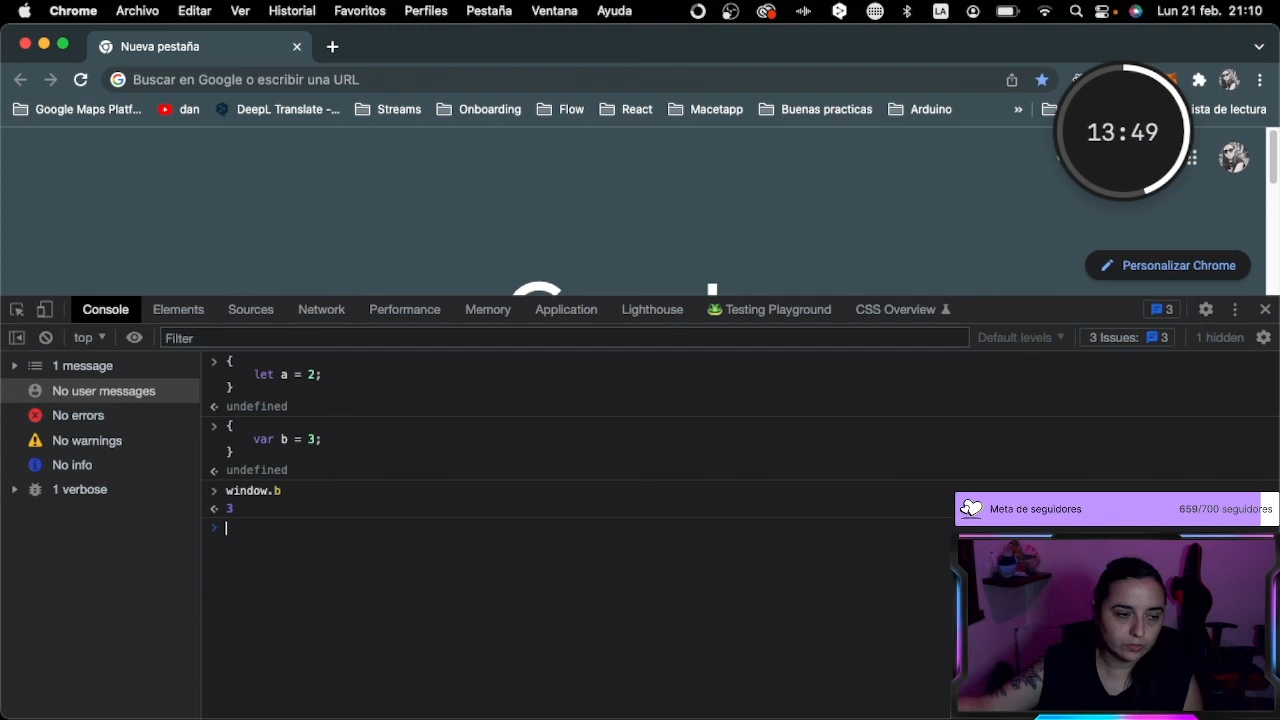 Chrome Archivo Editar Ver Historial Favoritos Perfiles Pestaña Ventana Ayuda LA Lun 21 feb. 21:10
Nueva pestaña
Buscar en Google o escribir una URL
Google Maps Platf... dan DeepL Translate -... Streams Onboarding Flow React Macetapp Buenas practicas Arduino » ista de lectura
13:49
Personalizar Chrome
Console Elements Sources Network Performance Memory Application Lighthouse Testing Playground CSS Overview 3
top Filter Default levels 3 Issues: 3 1 hidden
1 message
No user messages
No errors
No warnings
No info
1 verbose
{
let a = 2;
}
undefined
{
var b = 3;
}
undefined
window.b
3
Meta de seguidores 659/700 seguidores